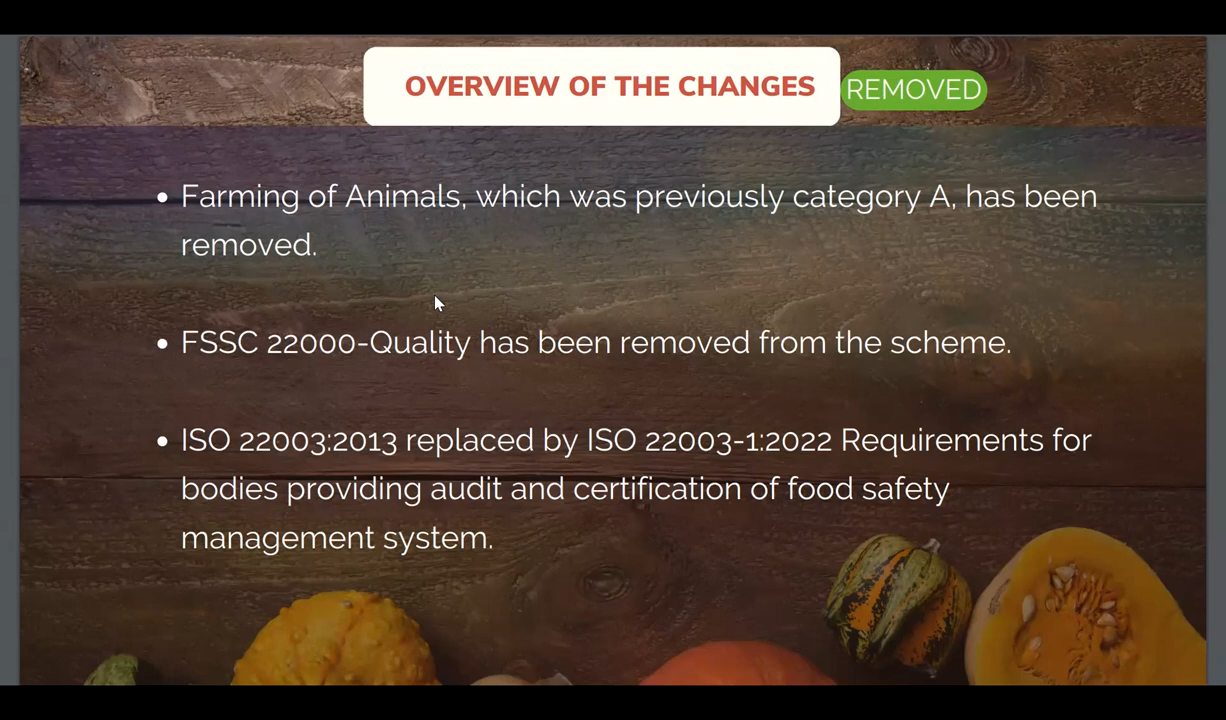 OVERVIEW OF THE CHANGES REMOVED
• Farming of Animals, which was previously category A, has been
removed.
• FSSC 22000-Quality has been removed from the scheme.
• ISO 22003:2013 replaced by ISO 22003-1:2022 Requirements for
bodies providing audit and certification of food safety
management system.